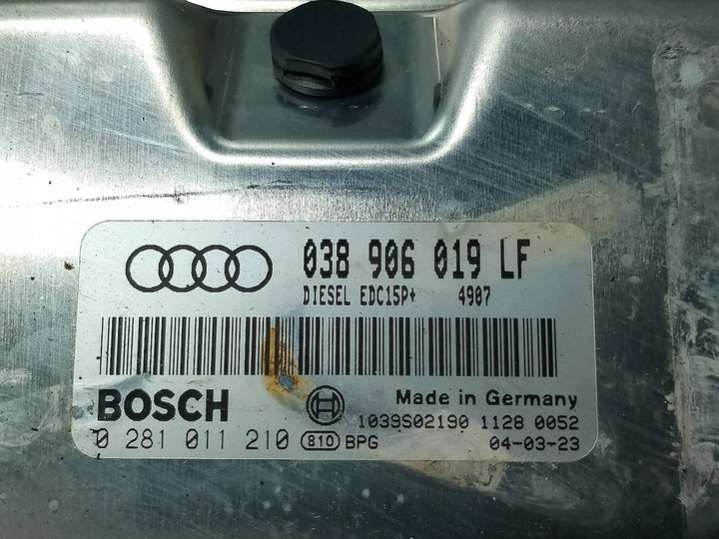 038 906 019 LF
DIESEL EDC15P+ 4907
BOSCH
Made in Germany
1039S02190 1128 0052
0 281 011 210 810 BPG 04-03-23